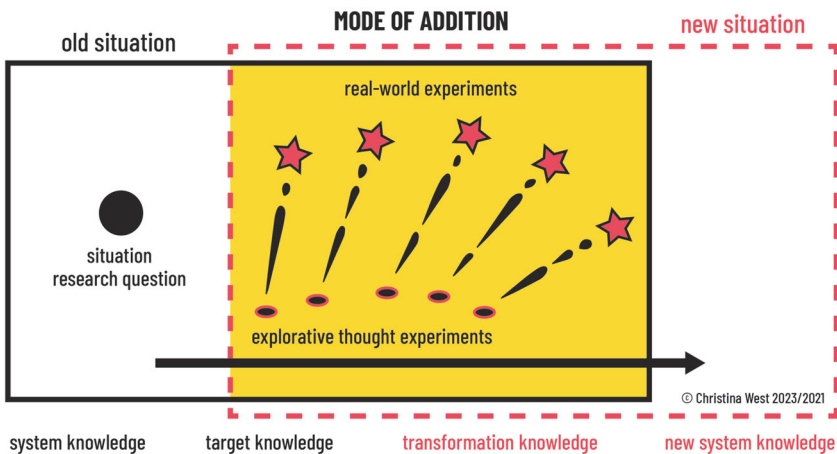 MODE OF ADDITION
old situation
new situation
real-world experiments
situation
research question
explorative thought experiments
© Christina West 2023/2021
system knowledge
target knowledge
transformation knowledge
new system knowledge